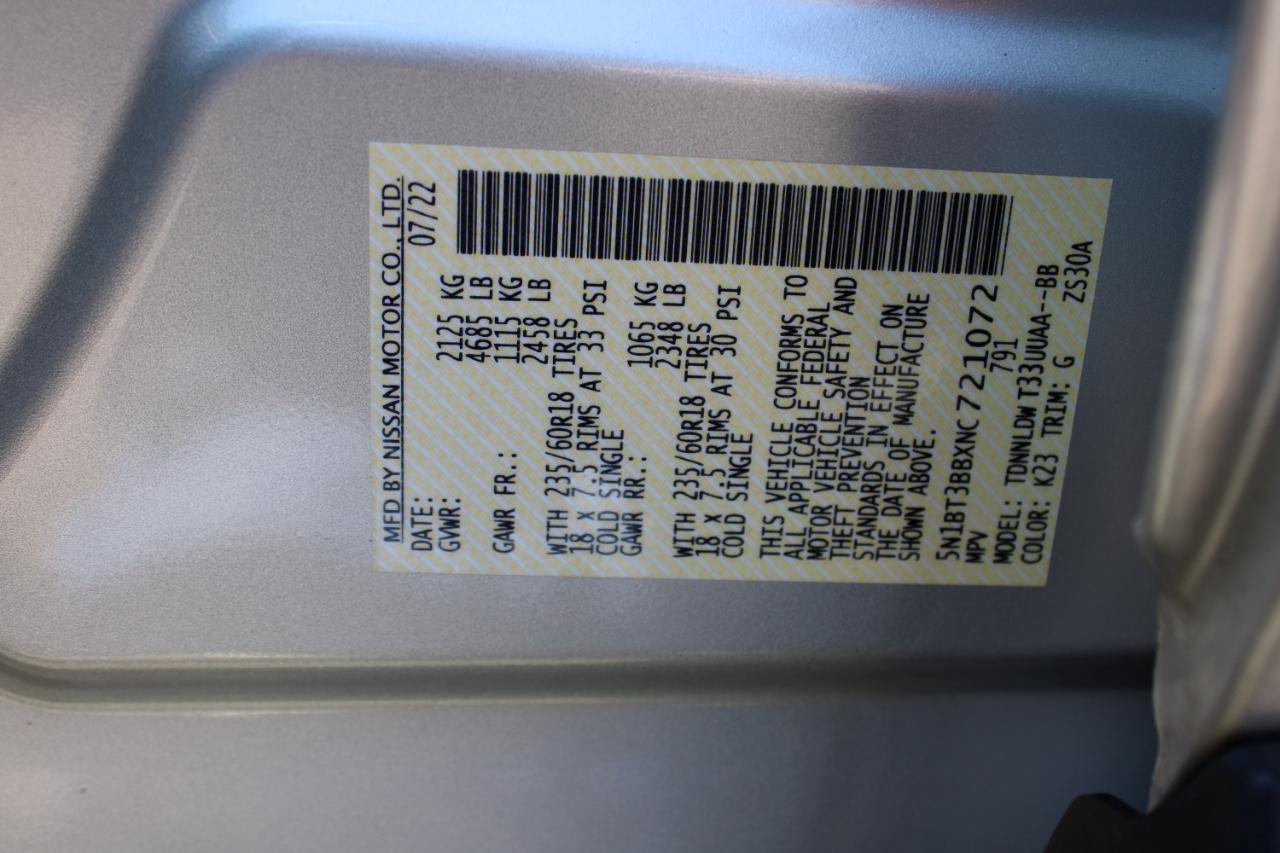 MFD BY NISSAN MOTOR CO., LTD.
DATE: 07/22
GVWR: 2125 KG
4685 LB
GAWR FR.: 1115 KG
2458 LB
WITH 235/60R18 TIRES
18 X 7.5 RIMS AT 33 PSI
COLD SINGLE
GAWR RR.: 1065 KG
2348 LB
WITH 235/60R18 TIRES
18 X 7.5 RIMS AT 30 PSI
COLD SINGLE
THIS VEHICLE CONFORMS TO
ALL APPLICABLE FEDERAL
MOTOR VEHICLE SAFETY AND
THEFT PREVENTION
STANDARDS IN EFFECT ON
THE DATE OF MANUFACTURE
SHOWN ABOVE.
5N1BT3BBXNC721072
MPV 791
MODEL: TDNNLDWT33UUAA--BB
COLOR: K23 TRIM: G ZS30A